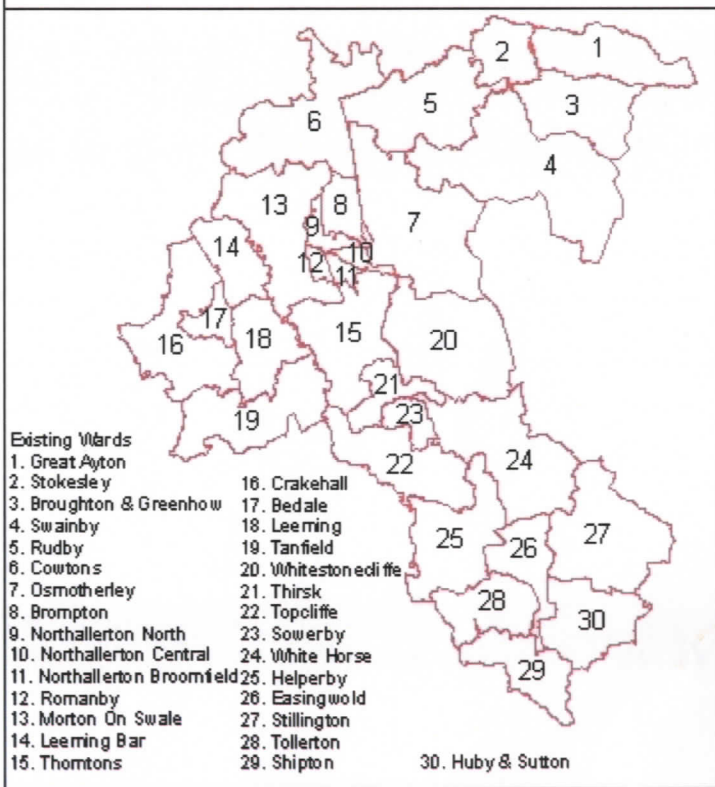 2
1
6
5
3
4
13
8
9
7
14
10
12
11
17
16
18
15
20
21
19
23
22
24
25
26
27
28
30
29
Existing Wards
1. Great Ayton
2. Stokesley
3. Broughton & Greenhow
4. Swainby
5. Rudby
6. Cowtons
7. Osmotherley
8. Brompton
9. Northallerton North
10. Northallerton Central
11. Northallerton Broomfield
12. Romanby
13. Morton On Swale
14. Leeming Bar
15. Thorntons
16. Crakehall
17. Bedale
18. Leeming
19. Tanfield
20. Whitestonecliffe
21. Thirsk
22. Topcliffe
23. Sowerby
24. White Horse
25. Helperby
26. Easingwold
27. Stillington
28. Tollerton
29. Shipton
30. Huby & Sutton